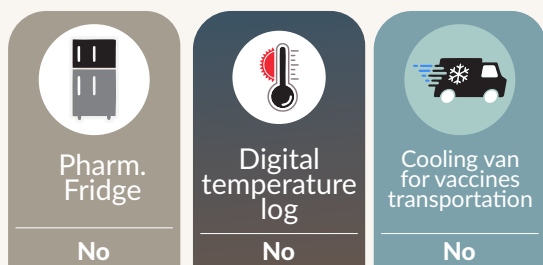 Pharm.
Fridge
No
Digital
temperature
log
No
Cooling van
for vaccines
transportation
No